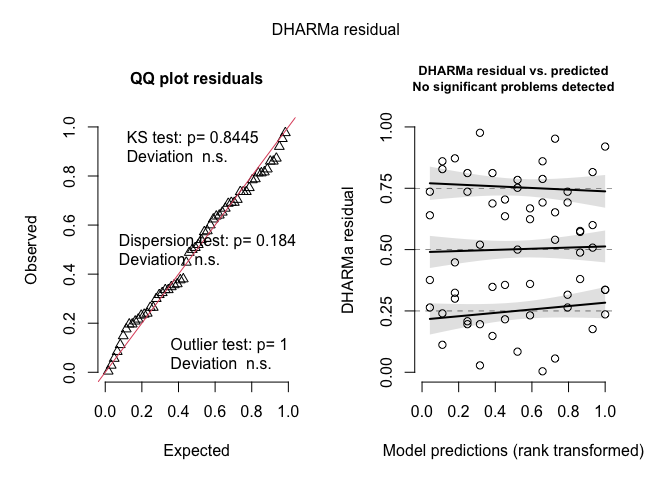 DHARMa residual
QQ plot residuals
KS test: p= 0.8445
Deviation n.s.
Dispersion test: p= 0.184
Deviation n.s.
Outlier test: p= 1
Deviation n.s.
Observed
0.0 0.2 0.4 0.6 0.8 1.0
0.0 0.2 0.4 0.6 0.8 1.0
Expected
DHARMa residual vs. predicted
No significant problems detected
DHARMa residual
0.00 0.25 0.50 0.75 1.00
0.0 0.2 0.4 0.6 0.8 1.0
Model predictions (rank transformed)